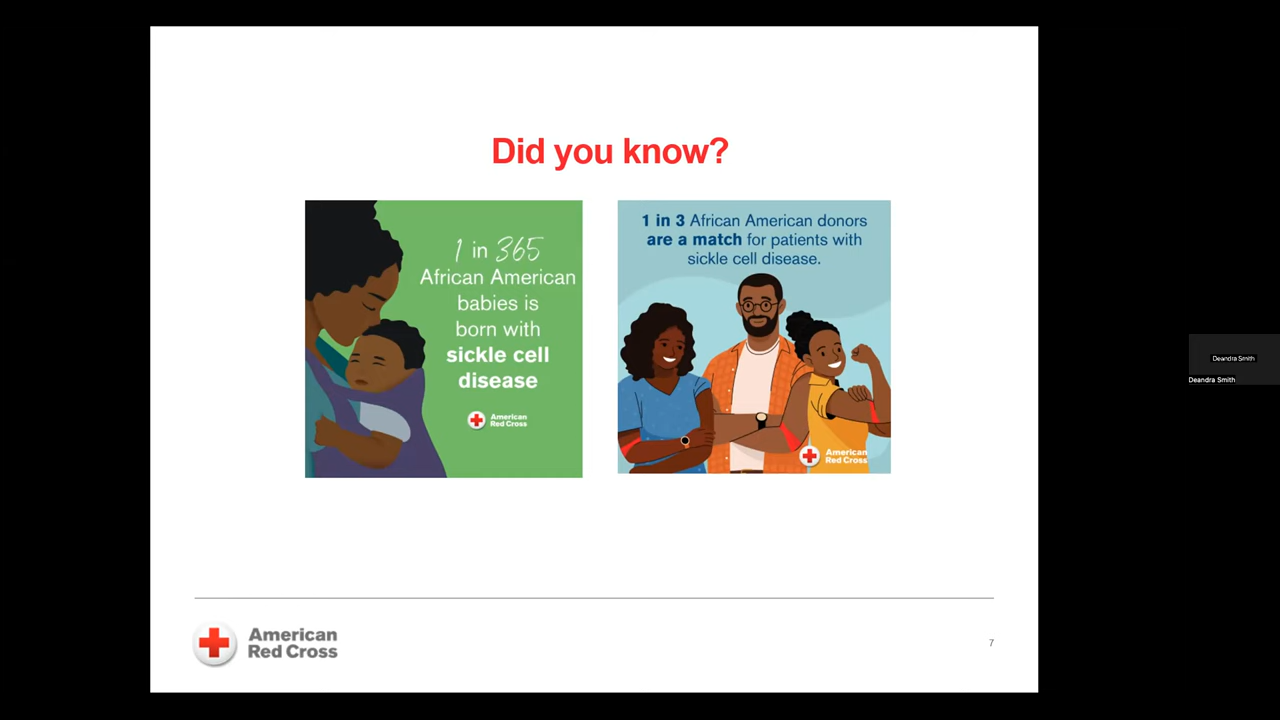 Did you know?
1 in 365
African American
babies is
born with
sickle cell
disease
American
Red Cross
1 in 3 African American donors
are a match for patients with
sickle cell disease.
American
Red Cross
American
Red Cross
7
Deandra Smith
Deandra Smith